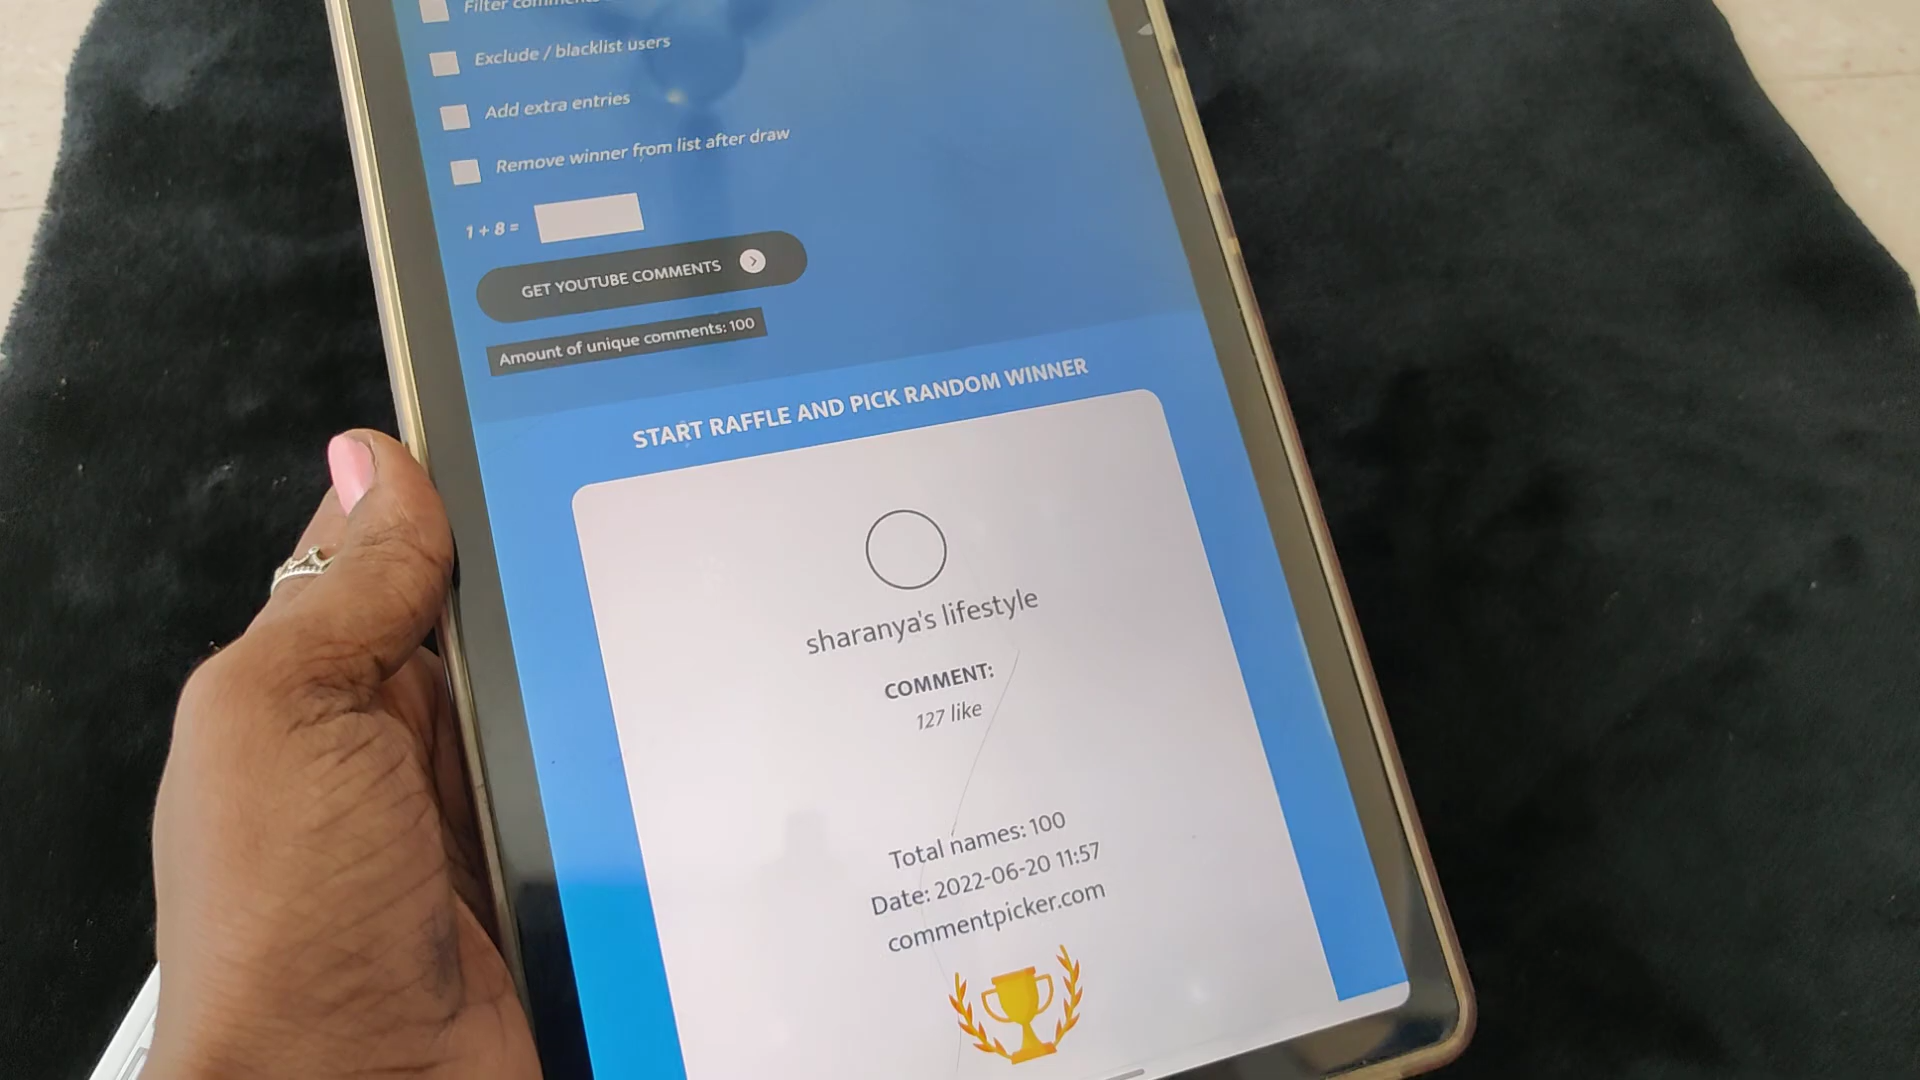 Filter comments
Exclude / blacklist users
Add extra entries
Remove winner from list after draw
1 + 8 =
GET YOUTUBE COMMENTS
Amount of unique comments: 100
START RAFFLE AND PICK RANDOM WINNER
sharanya's lifestyle
COMMENT:
127 like
Total names: 100
Date: 2022-06-20 11:57
commentpicker.com